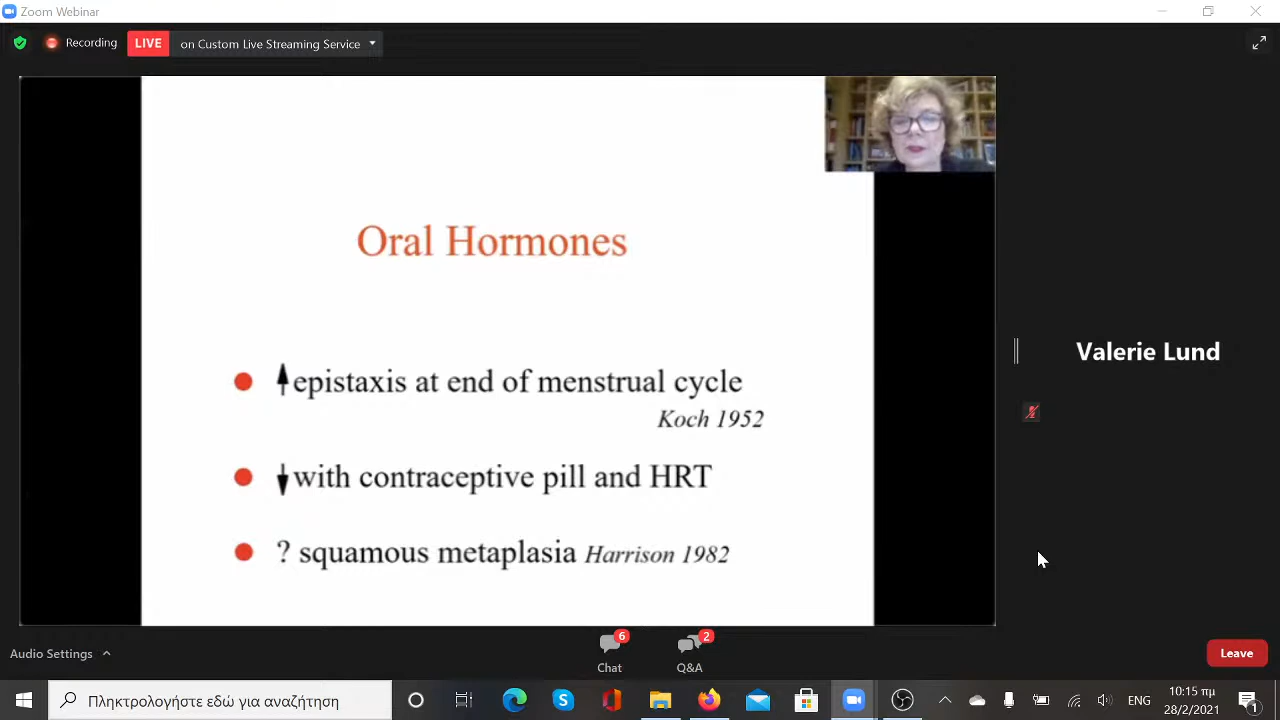 Zoom Webinar
Recording
LIVE
on Custom Live Streaming Service
Oral Hormones
epistaxis at end of menstrual cycle
Koch 1952
with contraceptive pill and HRT
? squamous metaplasia Harrison 1982
Valerie Lund
Audio Settings
6
Chat
2
Q&A
Leave
Πληκτρολογήστε εδώ για αναζήτηση
ENG
10:15 πμ
28/2/2021
1